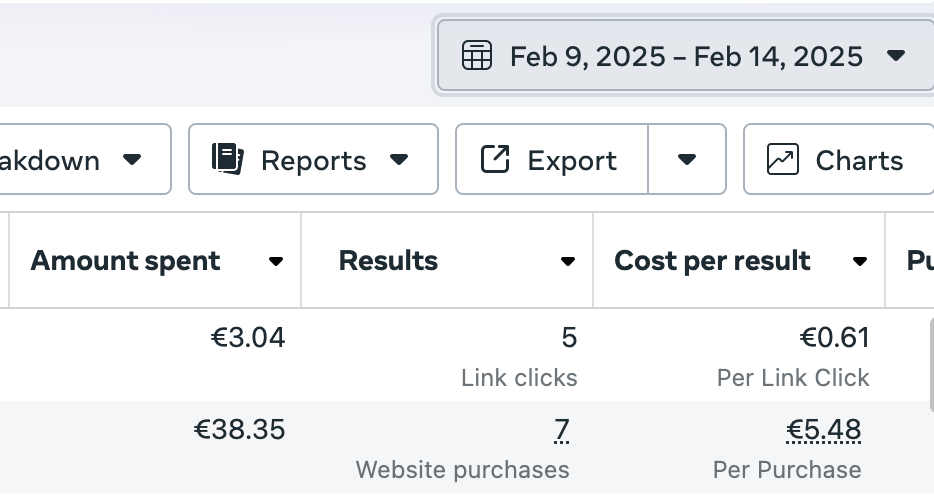 Feb 9, 2025 – Feb 14, 2025
akdown
Reports
Export
Charts
Amount spent
Results
Cost per result
Pu
€3.04
5
€0.61
Link clicks
Per Link Click
€38.35
7
€5.48
Website purchases
Per Purchase